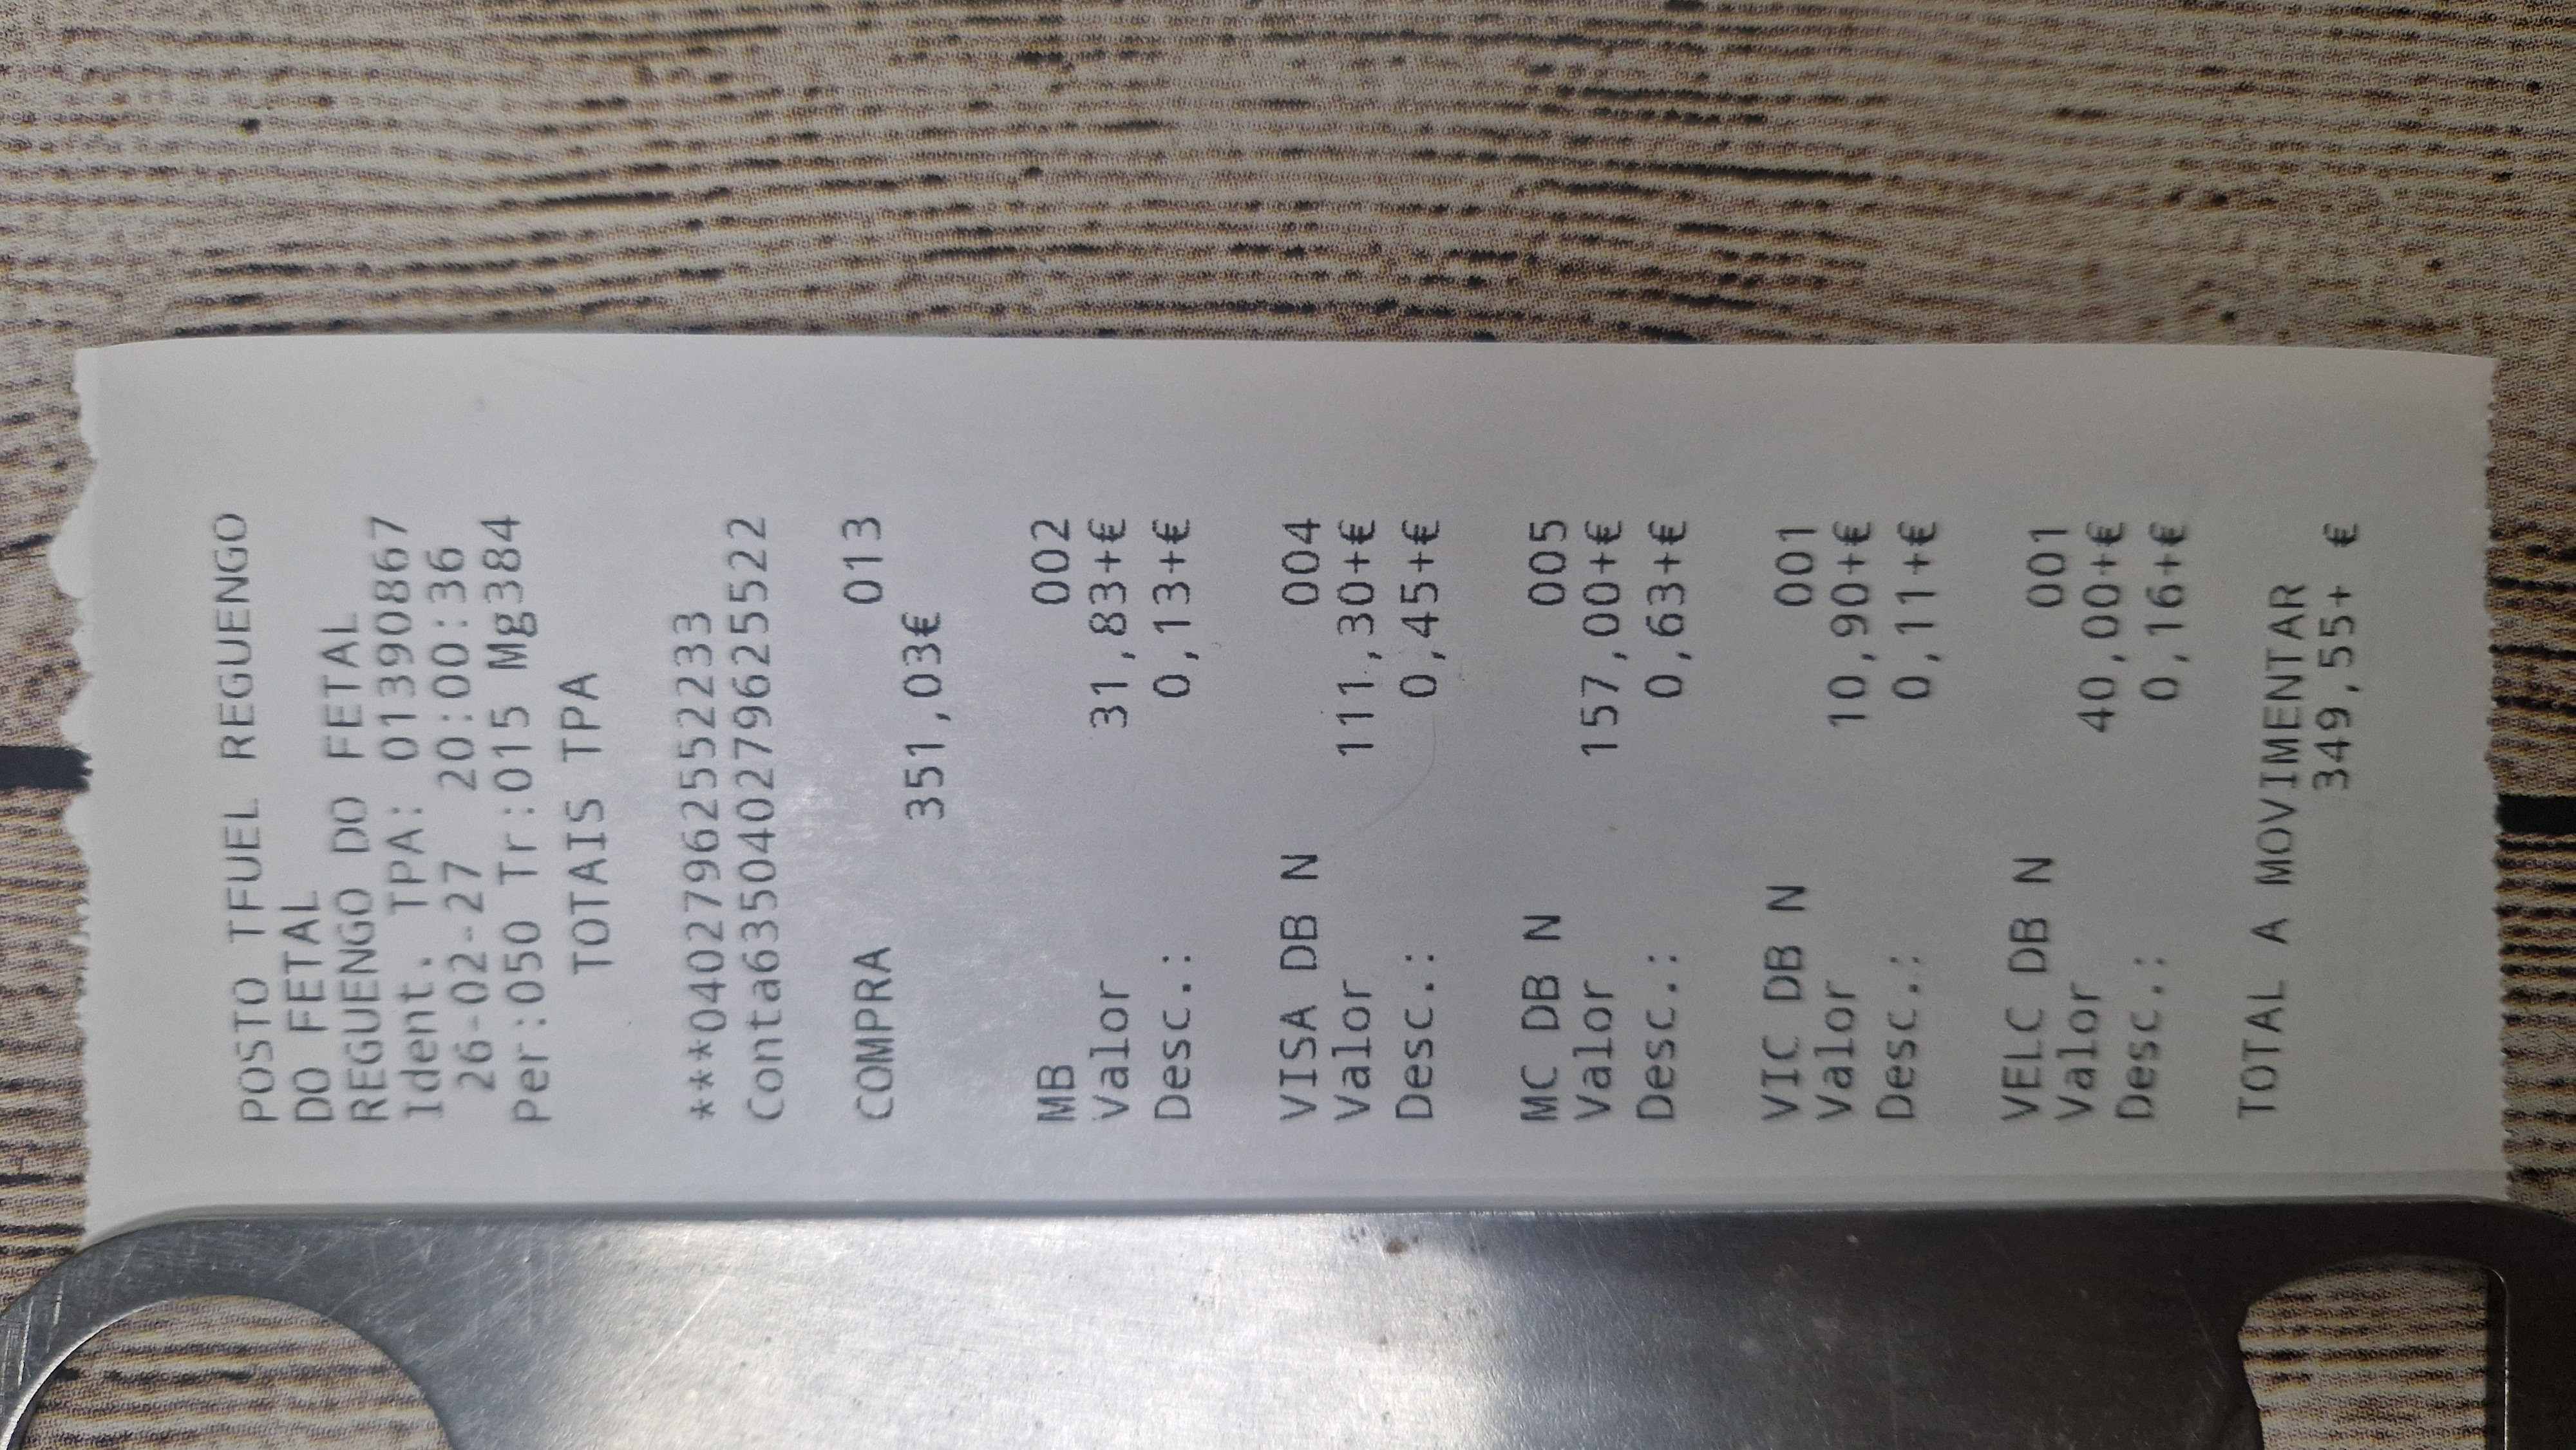 POSTO TFUEL REGUENGO
DO FETAL
REGUENGO DO FETAL
Ident. TPA: 01390867
26-02-27 20:00:36
Per:050 Tr:015 Mg384
TOTAIS TPA
***04027962552233
Conta6350402796255522
COMPRA 013
351,03€
MB 002
Valor 31,83+€
Desc.: 0,13+€
VISA DB N 004
Valor 111,30+€
Desc.: 0,45+€
MC DB N 005
Valor 157,00+€
Desc.: 0,63+€
VIC DB N 001
Valor 10,90+€
Desc.: 0,11+€
VELC DB N 001
Valor 40,00+€
Desc.: 0,16+€
TOTAL A MOVIMENTAR
349,55+ €